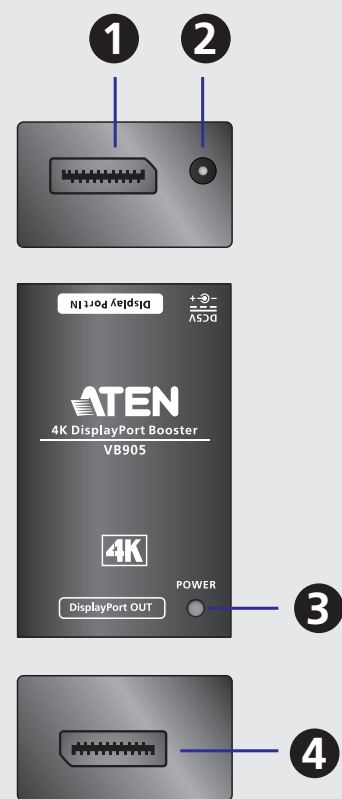 1 2
Display Port IN
DC5V
ATEN
4K DisplayPort Booster
VB905
4K
POWER
DisplayPort OUT
3
4